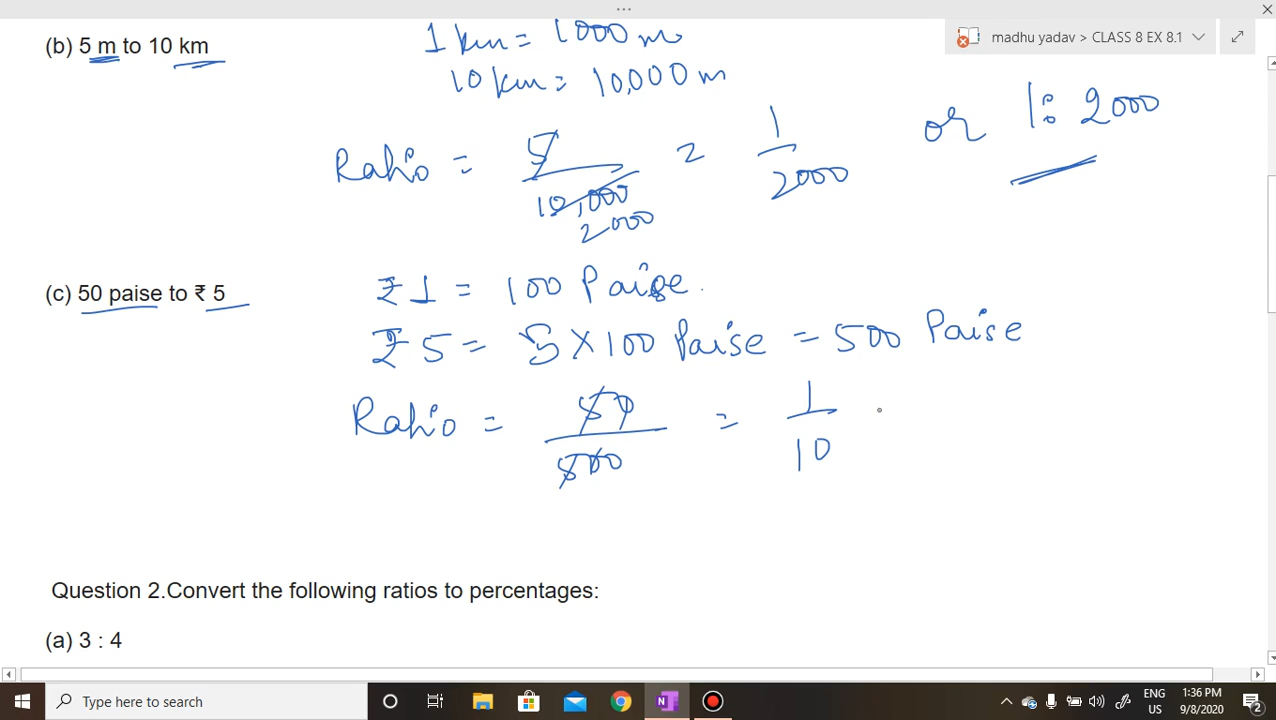 madhu yadav > CLASS 8 EX 8.1
(b) 5 m to 10 km
1 km = 1000 m
10 km = 10,000 m
Ratio = 5/10,000 2000 = 1/2000 or 1:2000
(c) 50 paise to ₹ 5
₹ 1 = 100 Paise.
₹ 5 = 5 X 100 Paise = 500 Paise
Ratio = 50/500 = 1/10
Question 2.Convert the following ratios to percentages:
(a) 3 : 4
Type here to search
ENG
US
1:36 PM
9/8/2020
2